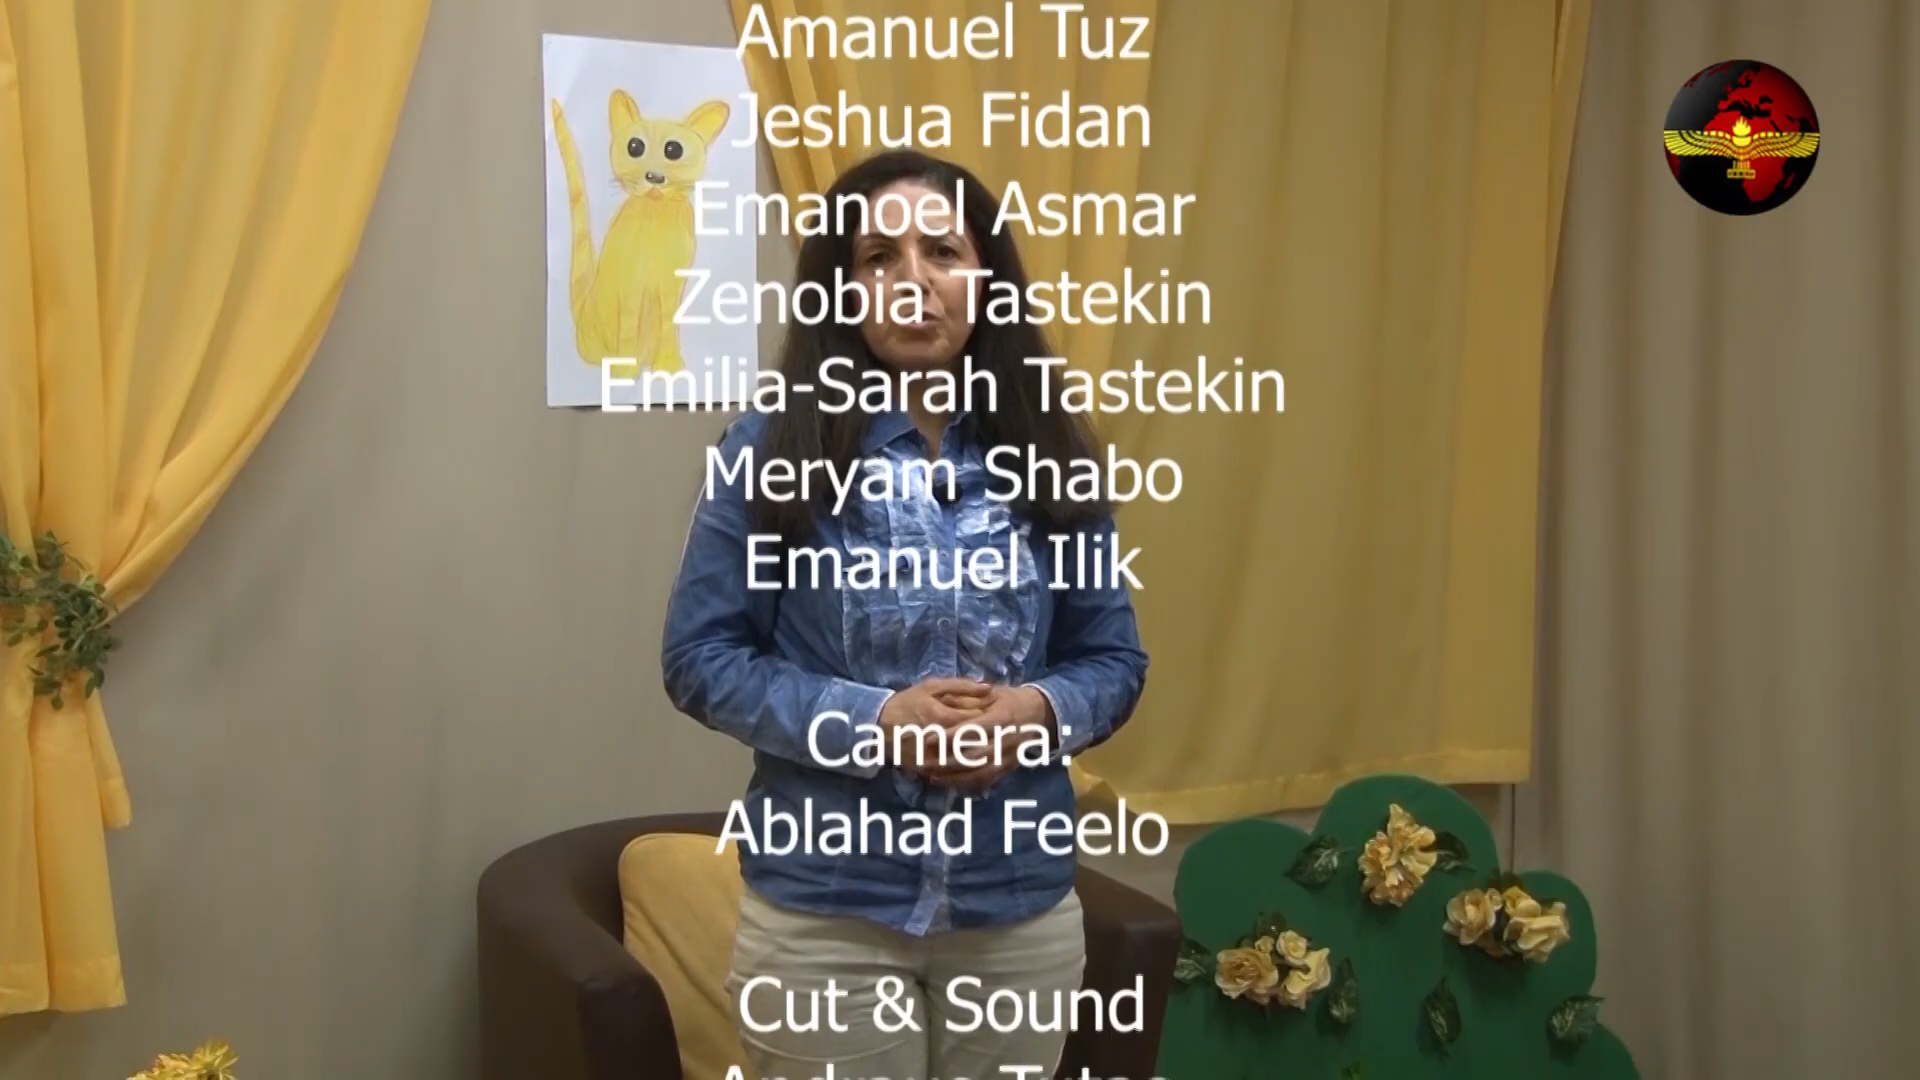 Amanuel Tuz
Jeshua Fidan
Emanoel Asmar
Zenobia Tastekin
Emilia-Sarah Tastekin
Meryam Shabo
Emanuel Ilik
Camera:
Ablahad Feelo
Cut & Sound